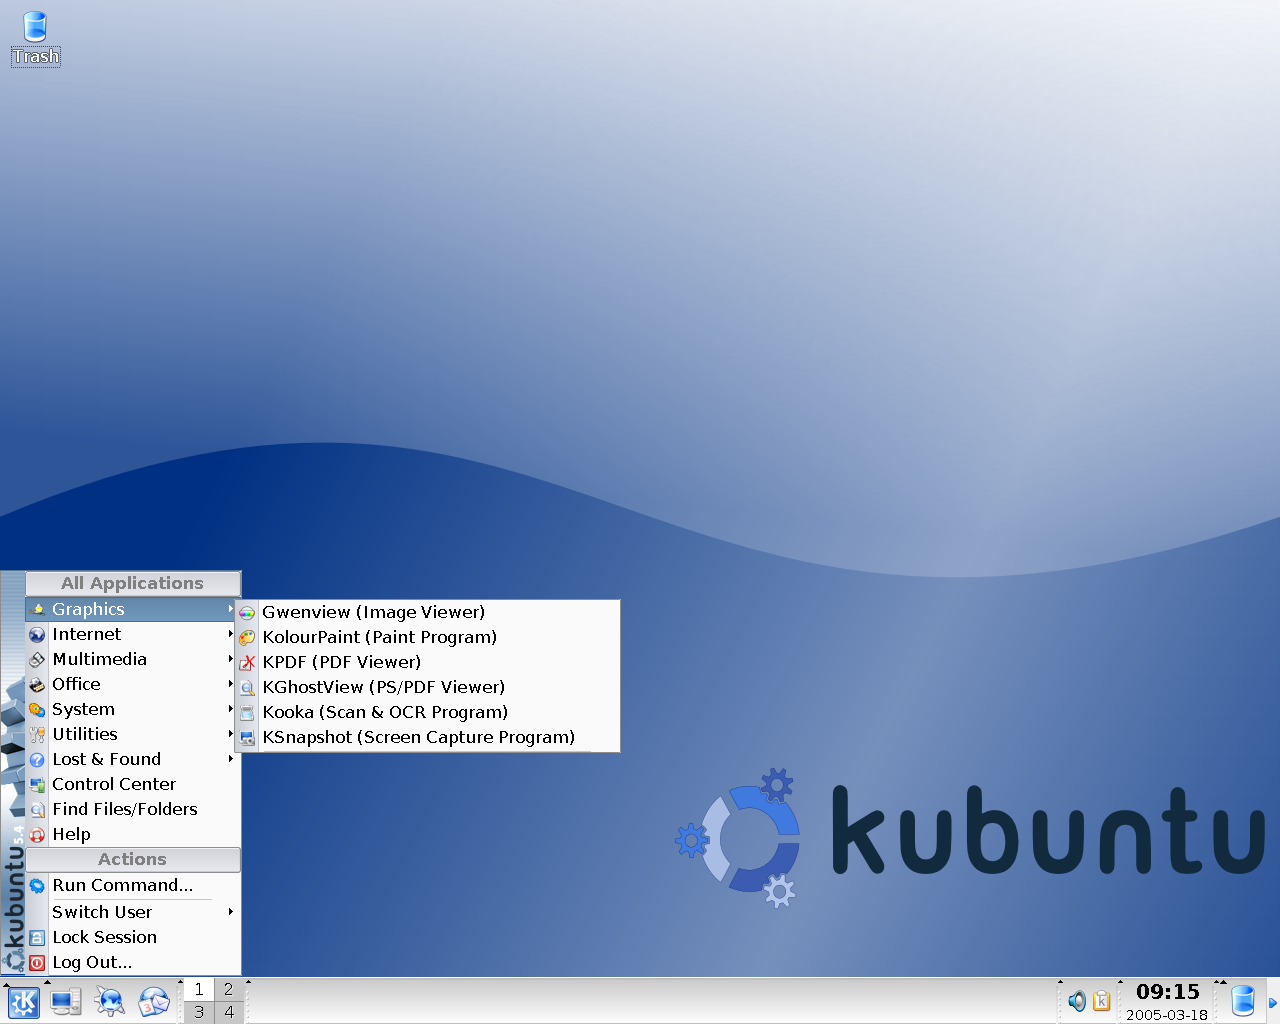 Trash
All Applications
Graphics
Internet
Multimedia
Office
System
Utilities
Lost & Found
Control Center
Find Files/Folders
Help
Actions
Run Command...
Switch User
Lock Session
Log Out...
kubuntu 5.4
Gwenview (Image Viewer)
KolourPaint (Paint Program)
KPDF (PDF Viewer)
KGhostView (PS/PDF Viewer)
Kooka (Scan & OCR Program)
KSnapshot (Screen Capture Program)
kubuntu
1 2
3 4
09:15
2005-03-18